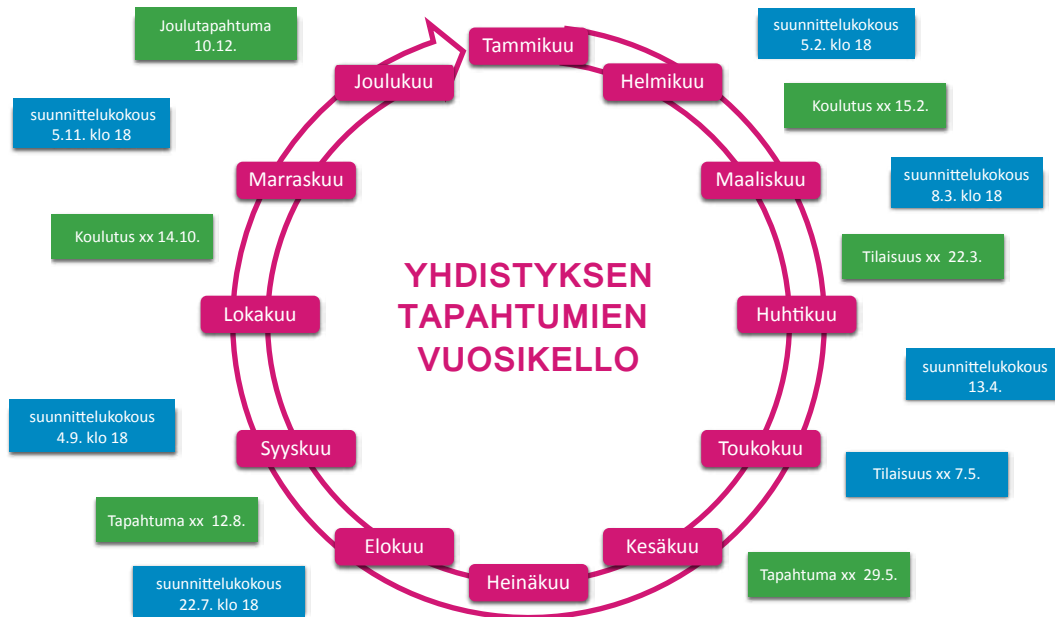 Joulutapahtuma
10.12.
Tammikuu
suunnittelukokous
5.2. klo 18
Joulukuu
Helmikuu
Koulutus xx 15.2.
suunnittelukokous
5.11. klo 18
Marraskuu
Maaliskuu
suunnittelukokous
8.3. klo 18
Koulutus xx 14.10.
Tilaisuus xx 22.3.
YHDISTYKSEN
TAPAHTUMIEN
VUOSIKELLO
Lokakuu
Huhtikuu
suunnittelukokous
13.4.
suunnittelukokous
4.9. klo 18
Syyskuu
Toukokuu
Tilaisuus xx 7.5.
Tapahtuma xx 12.8.
Elokuu
Kesäkuu
Heinäkuu
Tapahtuma xx 29.5.
suunnittelukokous
22.7. klo 18